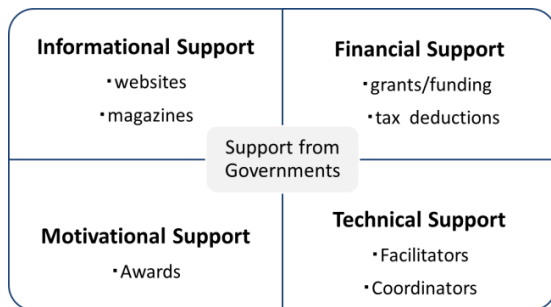 Informational Support
・websites
・magazines
Financial Support
・grants/funding
・tax deductions
Support from
Governments
Motivational Support
・Awards
Technical Support
・Facilitators
・Coordinators